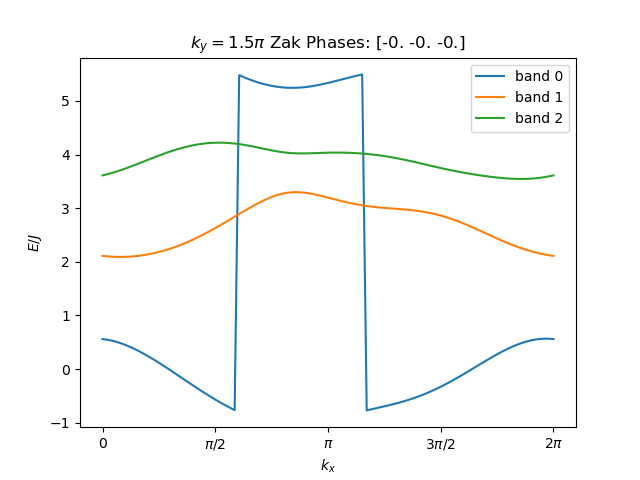 $k_y = 1.5\pi$ Zak Phases: [-0. -0. -0.]
band 0
band 1
band 2
E/J
5
4
3
2
1
0
−1
0
π/2
π
3π/2
2π
$k_x$